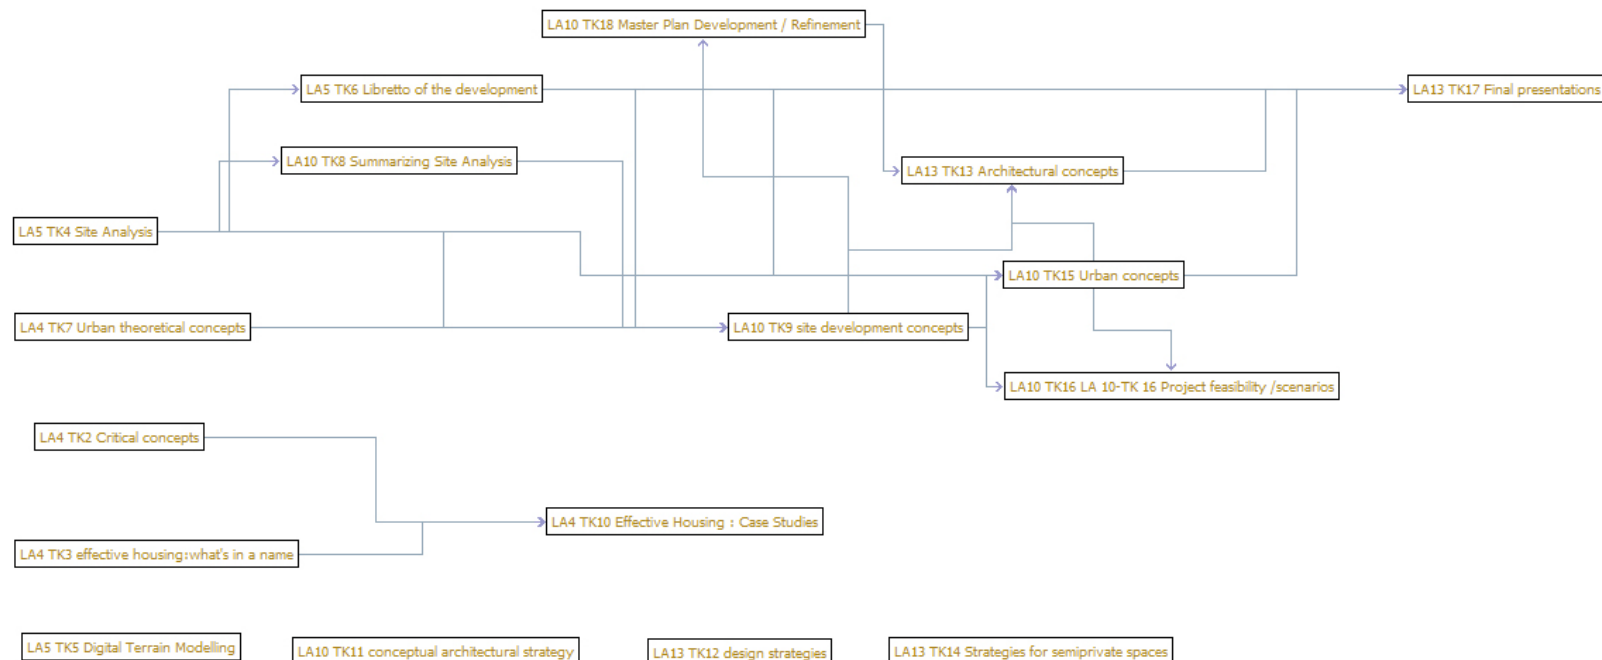 LA10 TK18 Master Plan Development / Refinement
LA5 TK6 Libretto of the development
LA13 TK17 Final presentations
LA10 TK8 Summarizing Site Analysis
LA13 TK13 Architectural concepts
LA5 TK4 Site Analysis
LA10 TK15 Urban concepts
LA4 TK7 Urban theoretical concepts
LA10 TK9 site development concepts
LA10 TK16 LA 10-TK 16 Project feasibility /scenarios
LA4 TK2 Critical concepts
LA4 TK10 Effective Housing : Case Studies
LA4 TK3 effective housing:what's in a name
LA5 TK5 Digital Terrain Modelling
LA10 TK11 conceptual architectural strategy
LA13 TK12 design strategies
LA13 TK14 Strategies for semiprivate spaces